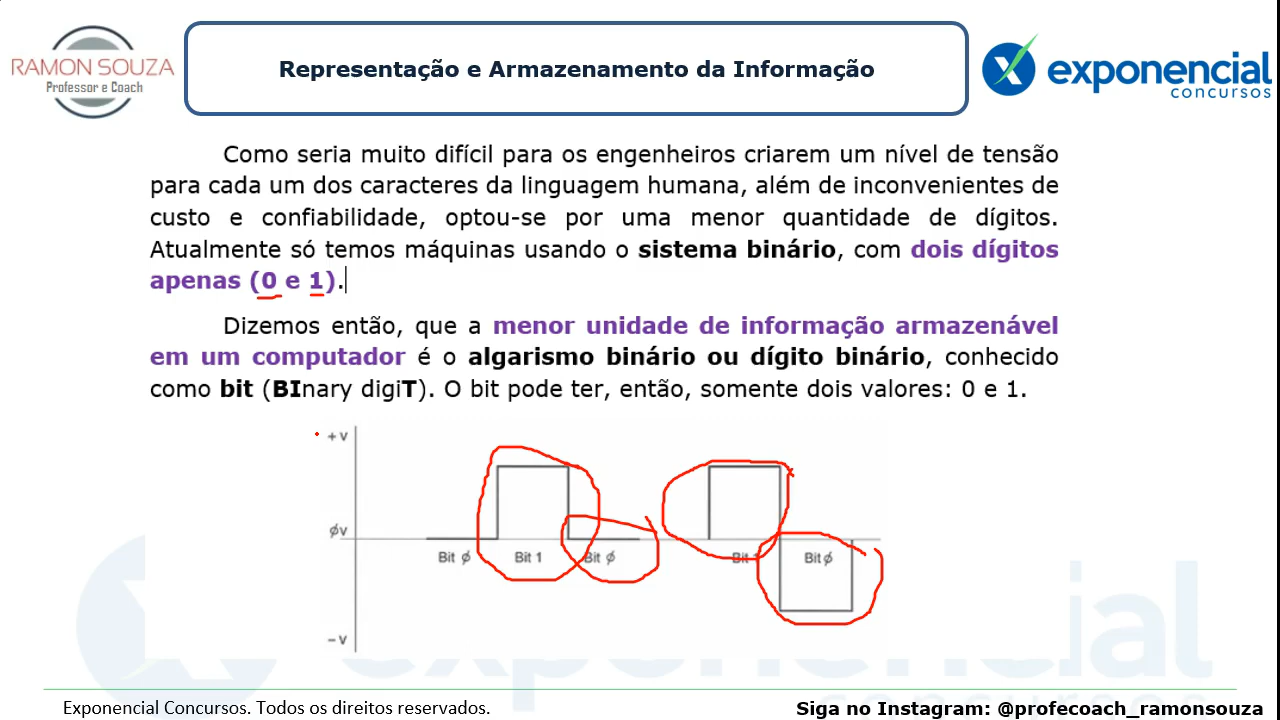 RAMON SOUZA
Professor e Coach
Representação e Armazenamento da Informação
exponencial
concursos
Como seria muito difícil para os engenheiros criarem um nível de tensão
para cada um dos caracteres da linguagem humana, além de inconvenientes de
custo e confiabilidade, optou-se por uma menor quantidade de dígitos.
Atualmente só temos máquinas usando o sistema binário, com dois dígitos
apenas (0 e 1).
Dizemos então, que a menor unidade de informação armazenável
em um computador é o algarismo binário ou dígito binário, conhecido
como bit (BInary digiT). O bit pode ter, então, somente dois valores: 0 e 1.
+V
ϕV
Bit ϕ Bit 1 Bit ϕ Bit 1 Bit ϕ
-V
exponencial
concursos
Exponencial Concursos. Todos os direitos reservados.
Siga no Instagram: @profecoach_ramonsouza